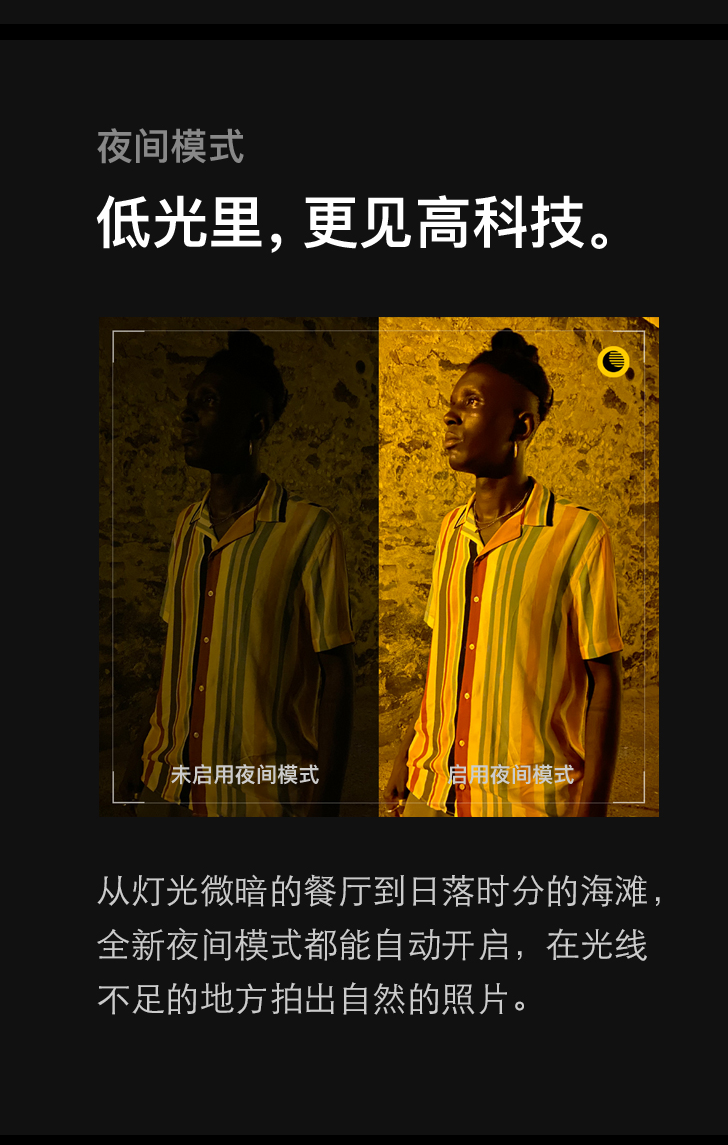 夜间模式
低光里，更见高科技。
未启用夜间模式
启用夜间模式
从灯光微暗的餐厅到日落时分的海滩，
全新夜间模式都能自动开启，在光线
不足的地方拍出自然的照片。